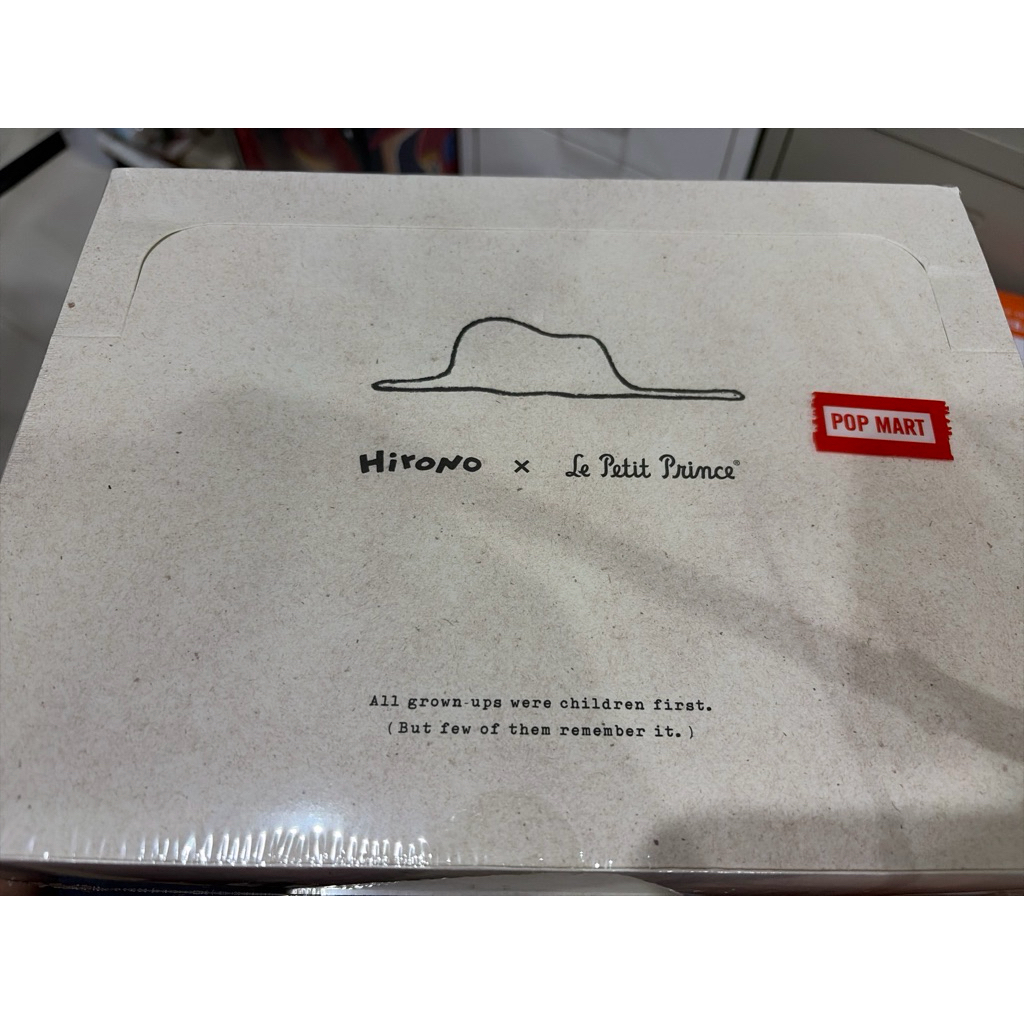 POP MART
Hirono × Le Petit Prince®
All grown-ups were children first.
(But few of them remember it.)